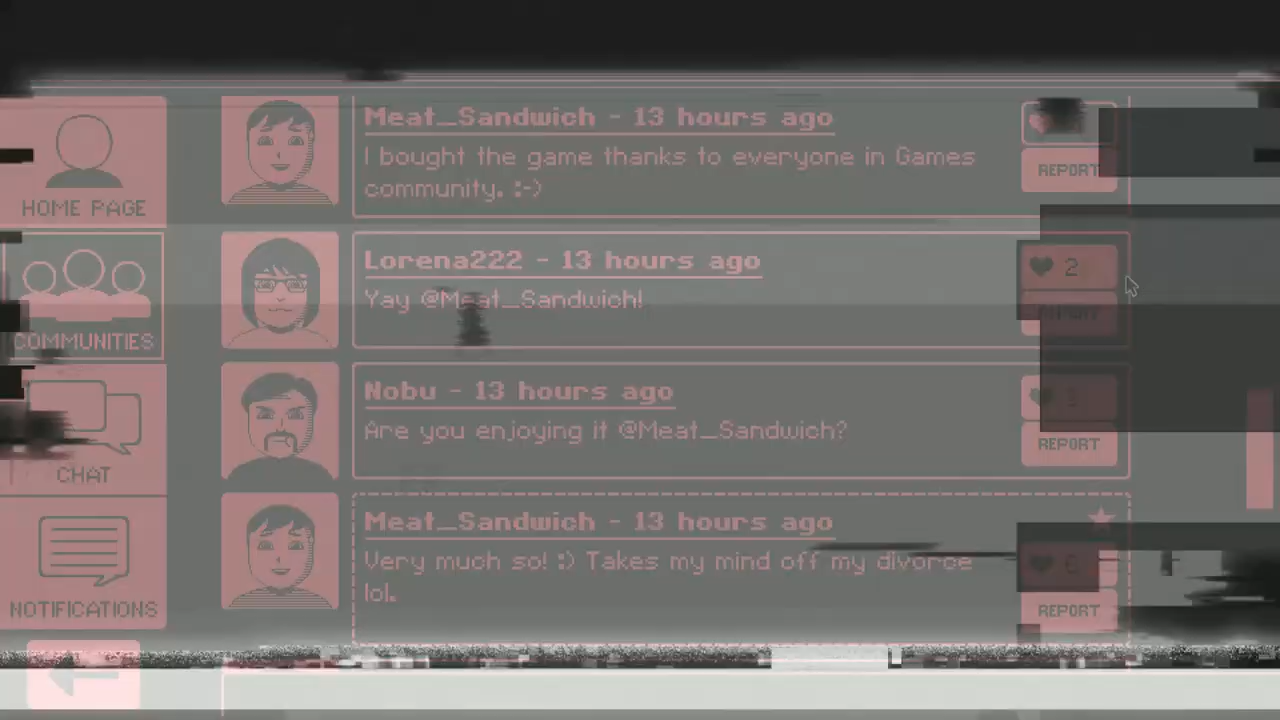 Meat_Sandwich - 13 hours ago
I bought the game thanks to everyone in Games
community. :-)
REPORT
HOME PAGE
Lorena222 - 13 hours ago
Yay @Meat_Sandwich!
2
REPORT
COMMUNITIES
Nobu - 13 hours ago
Are you enjoying it @Meat_Sandwich?
REPORT
CHAT
Meat_Sandwich - 13 hours ago
Very much so! :) Takes my mind off my divorce
lol.
6
REPORT
NOTIFICATIONS